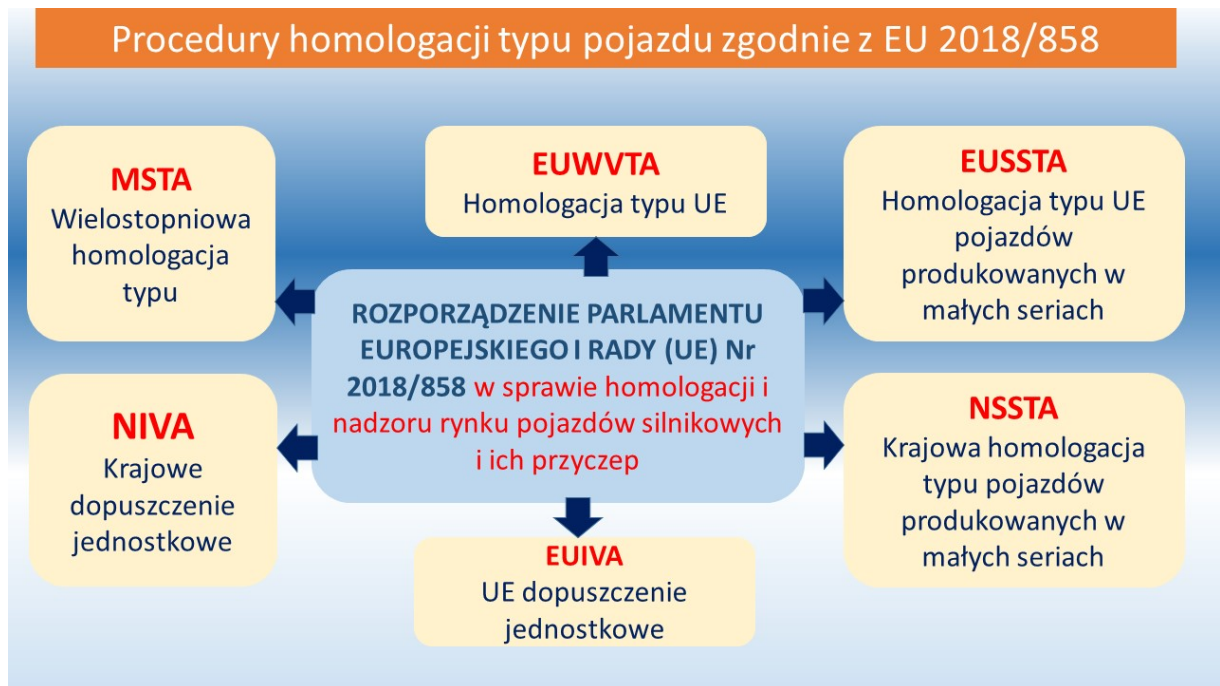 Procedury homologacji typu pojazdu zgodnie z EU 2018/858
MSTA
Wielostopniowa
homologacja
typu
EUWVTA
Homologacja typu UE
EUSSTA
Homologacja typu UE
pojazdów
produkowanych w
małych seriach
ROZPORZĄDZENIE PARLAMENTU
EUROPEJSKIEGO I RADY (UE) Nr
2018/858 w sprawie homologacji i
nadzoru rynku pojazdów silnikowych
i ich przyczep
NIVA
Krajowe
dopuszczenie
jednostkowe
NSSTA
Krajowa homologacja
typu pojazdów
produkowanych w
małych seriach
EUIVA
UE dopuszczenie
jednostkowe